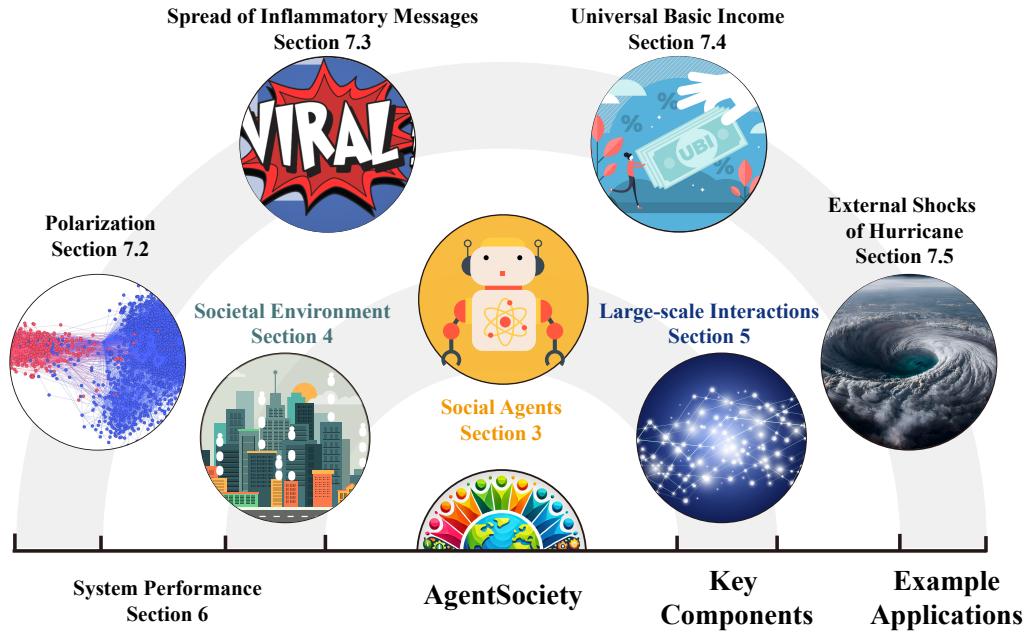 Spread of Inflammatory Messages
Section 7.3
Universal Basic Income
Section 7.4
VIRAL
%
%
%
UBI
Polarization
Section 7.2
External Shocks
of Hurricane
Section 7.5
Societal Environment
Section 4
Large-scale Interactions
Section 5
Social Agents
Section 3
System Performance
Section 6
AgentSociety
Key
Components
Example
Applications